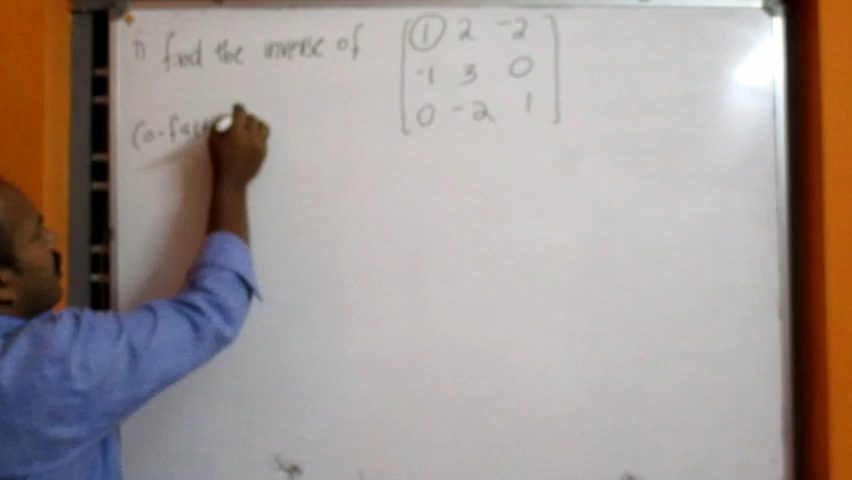 1) find the inverse of [1 2 -2
-1 3 0
0 -2 1]
Co-fac